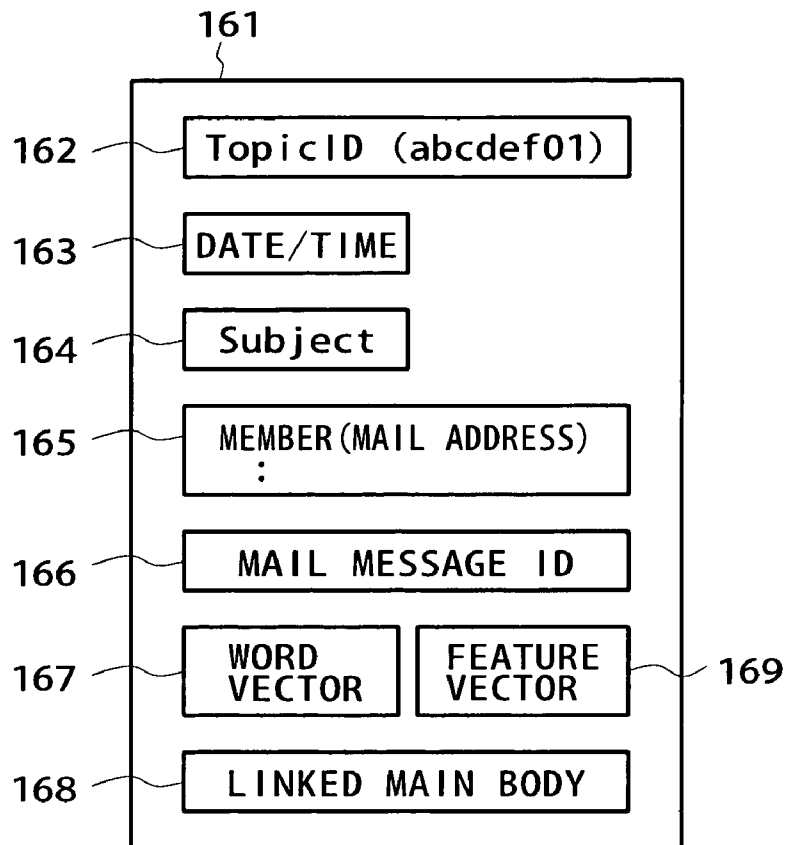 161
162 TopicID (abcdef01)
163 DATE/TIME
164 Subject
165 MEMBER(MAIL ADDRESS)
:
166 MAIL MESSAGE ID
167 WORD VECTOR FEATURE VECTOR 169
168 LINKED MAIN BODY